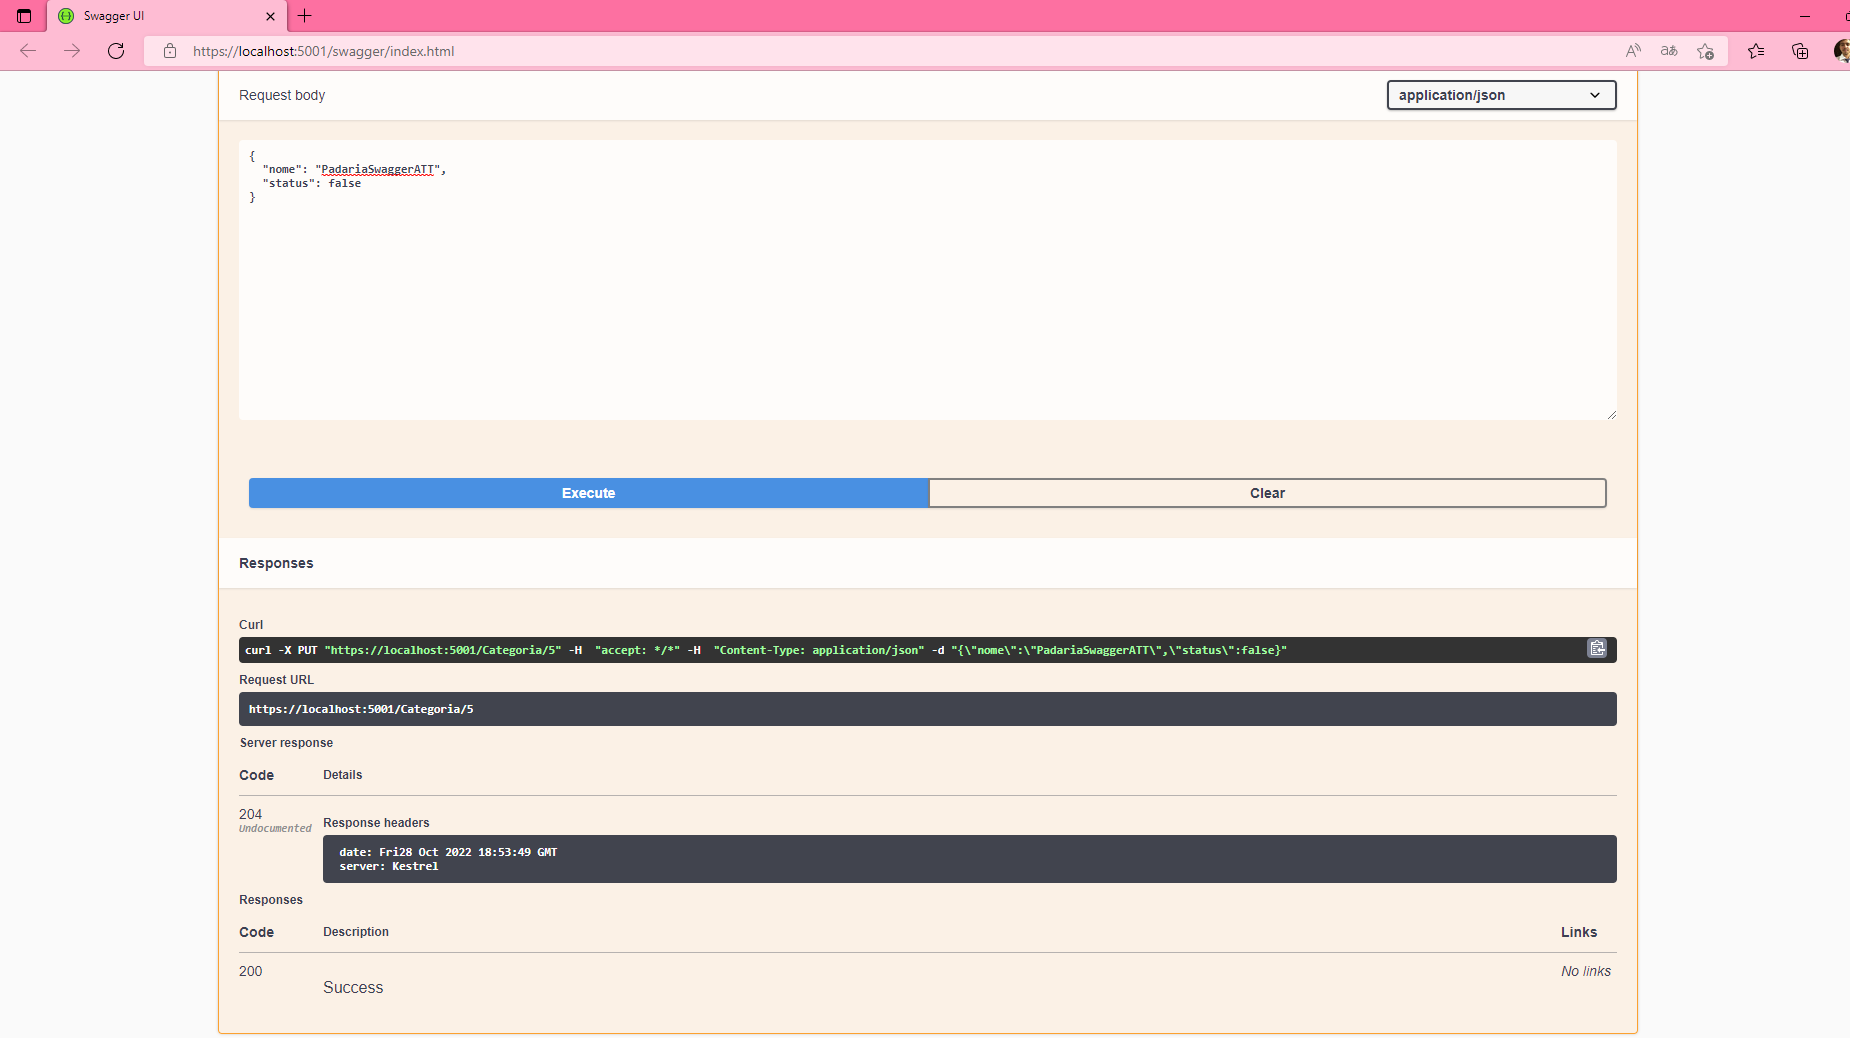 Swagger UI
https://localhost:5001/swagger/index.html
Request body
application/json
{
"nome": "PadariaSwaggerATT",
"status": false
}
Execute
Clear
Responses
Curl
curl -X PUT "https://localhost:5001/Categoria/5" -H  "accept: */*" -H  "Content-Type: application/json" -d "{\"nome\":\"PadariaSwaggerATT\",\"status\":false}"
Request URL
https://localhost:5001/Categoria/5
Server response
Code Details
204
Undocumented
Response headers
date: Fri28 Oct 2022 18:53:49 GMT
server: Kestrel
Responses
Code Description Links
200 No links
Success